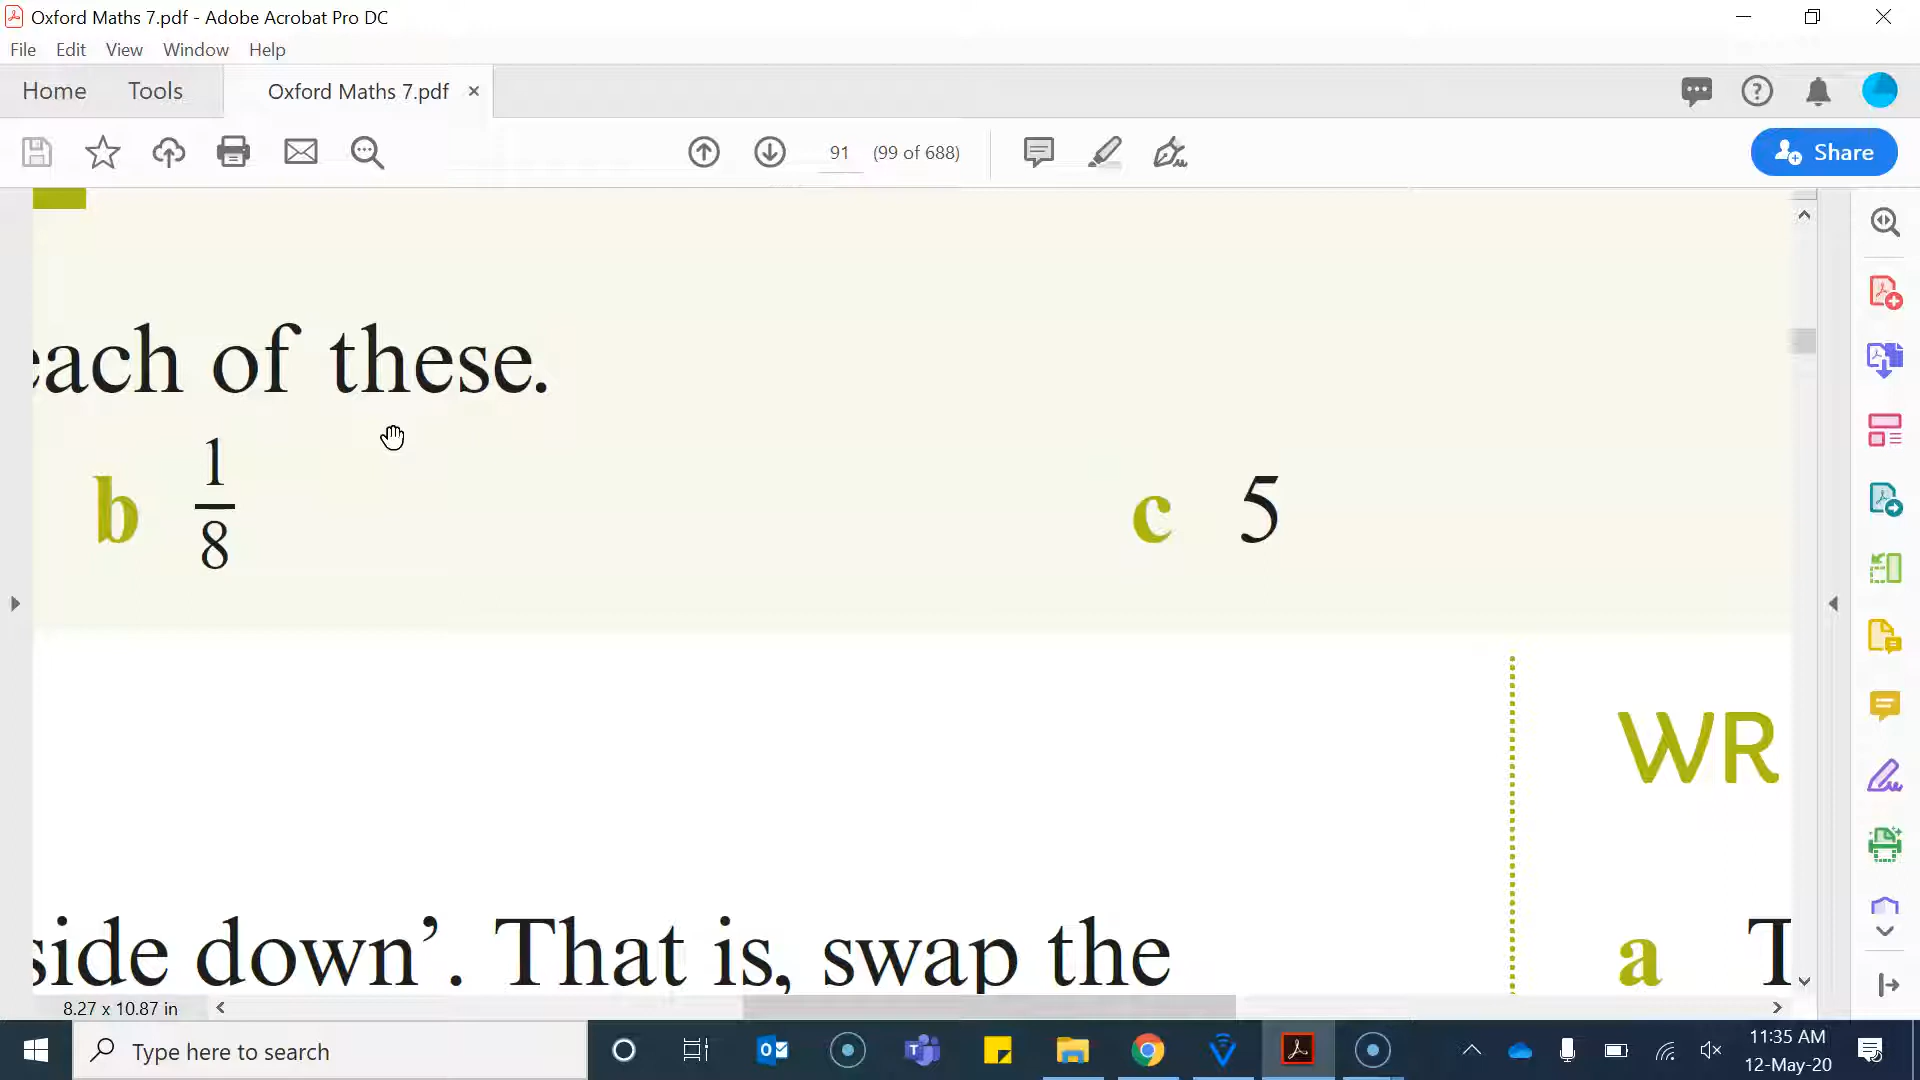 Oxford Maths 7.pdf - Adobe Acrobat Pro DC
File Edit View Window Help
Home Tools Oxford Maths 7.pdf ×
91 (99 of 688)
Share
each of these.
b 1/8 c 5
WR
side down’. That is, swap the
a T
8.27 x 10.87 in
Type here to search
11:35 AM
12-May-20